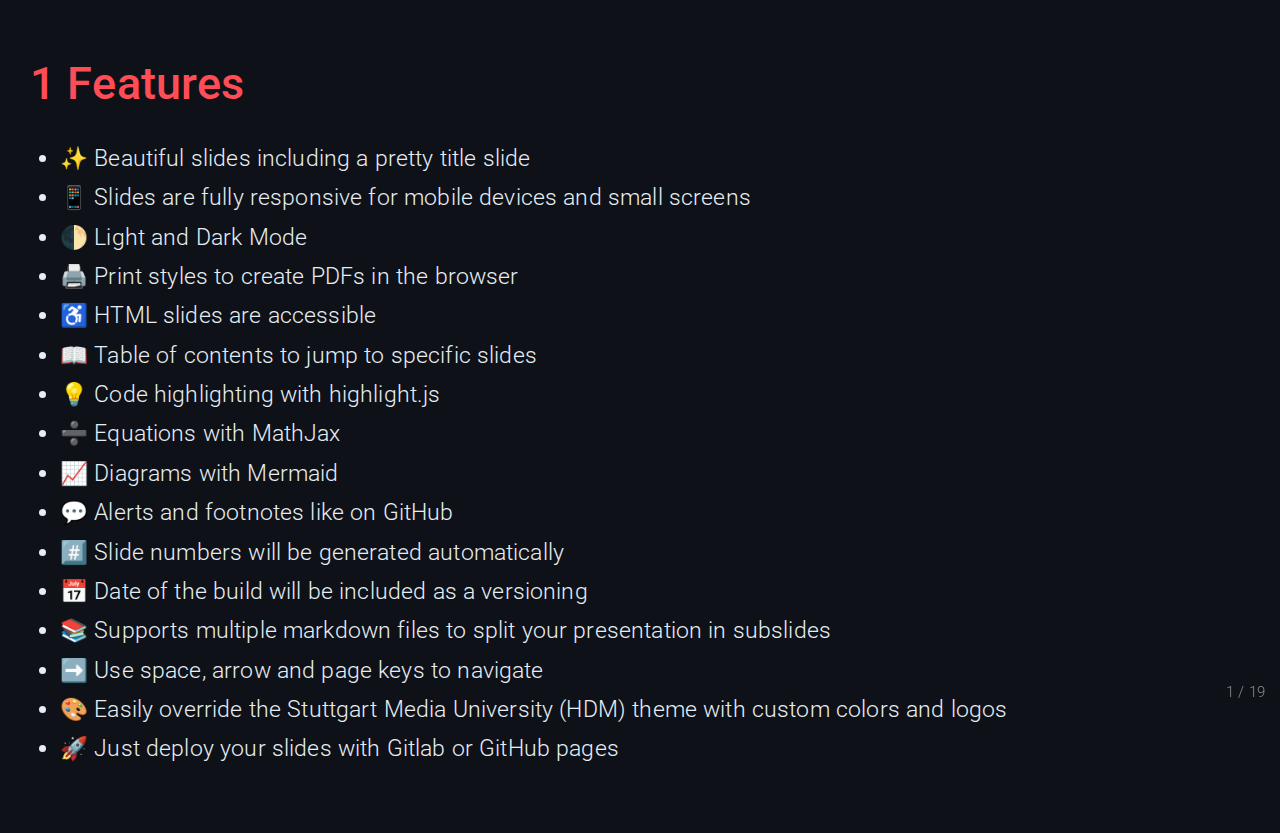 1 Features
• ✨ Beautiful slides including a pretty title slide
• 📱 Slides are fully responsive for mobile devices and small screens
• 🌓 Light and Dark Mode
• 🖨️ Print styles to create PDFs in the browser
• ♿ HTML slides are accessible
• 📖 Table of contents to jump to specific slides
• 💡 Code highlighting with highlight.js
• ➗ Equations with MathJax
• 📈 Diagrams with Mermaid
• 💬 Alerts and footnotes like on GitHub
• #️⃣ Slide numbers will be generated automatically
• 📅 Date of the build will be included as a versioning
• 📚 Supports multiple markdown files to split your presentation in subslides
• ➡️ Use space, arrow and page keys to navigate
1 / 19
• 🎨 Easily override the Stuttgart Media University (HDM) theme with custom colors and logos
• 🚀 Just deploy your slides with Gitlab or GitHub pages